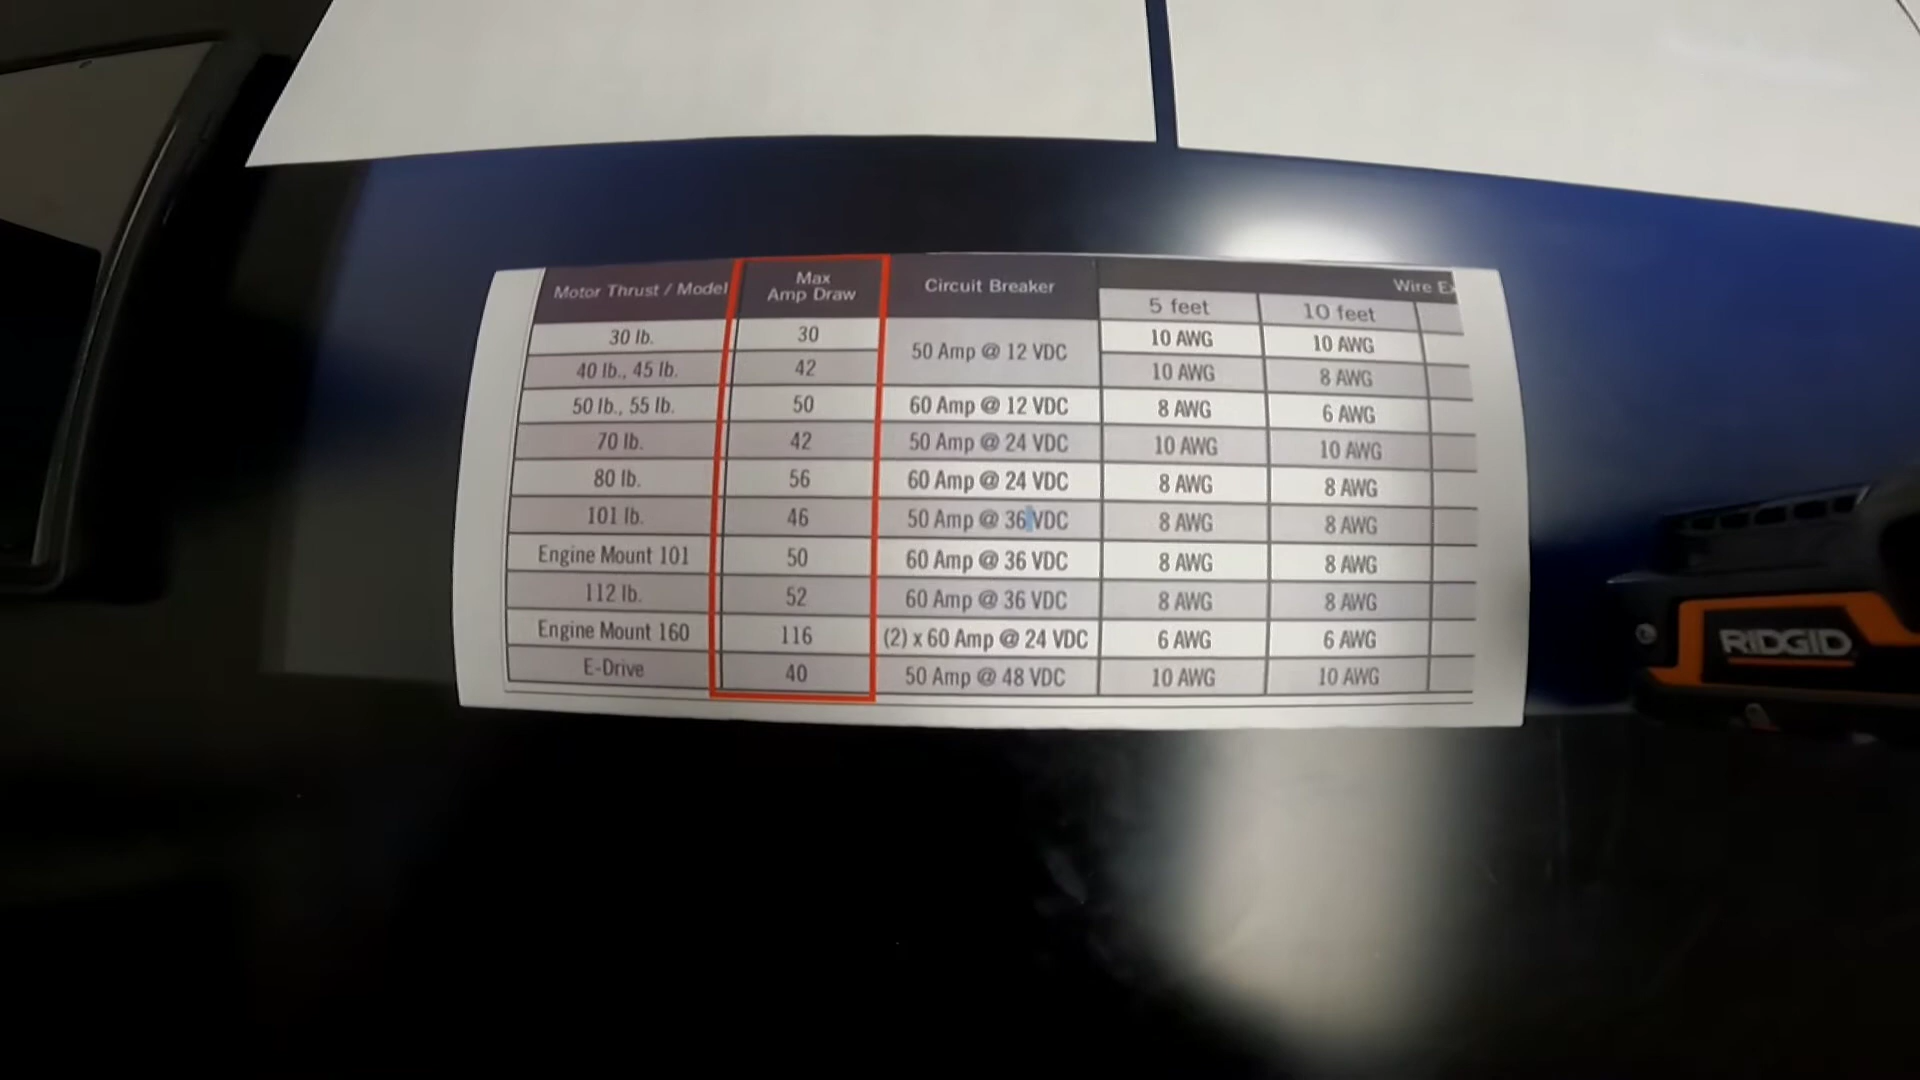 Motor Thrust / Model Max Amp Draw Circuit Breaker Wire
5 feet 10 feet
30 lb. 30 50 Amp @ 12 VDC 10 AWG 10 AWG
40 lb., 45 lb. 42 10 AWG 8 AWG
50 lb., 55 lb. 50 60 Amp @ 12 VDC 8 AWG 6 AWG
70 lb. 42 50 Amp @ 24 VDC 10 AWG 10 AWG
80 lb. 56 60 Amp @ 24 VDC 8 AWG 8 AWG
101 lb. 46 50 Amp @ 36 VDC 8 AWG 8 AWG
Engine Mount 101 50 60 Amp @ 36 VDC 8 AWG 8 AWG
112 lb. 52 60 Amp @ 36 VDC 8 AWG 8 AWG
Engine Mount 160 116 (2) x 60 Amp @ 24 VDC 6 AWG 6 AWG
E-Drive 40 50 Amp @ 48 VDC 10 AWG 10 AWG
RIDGID